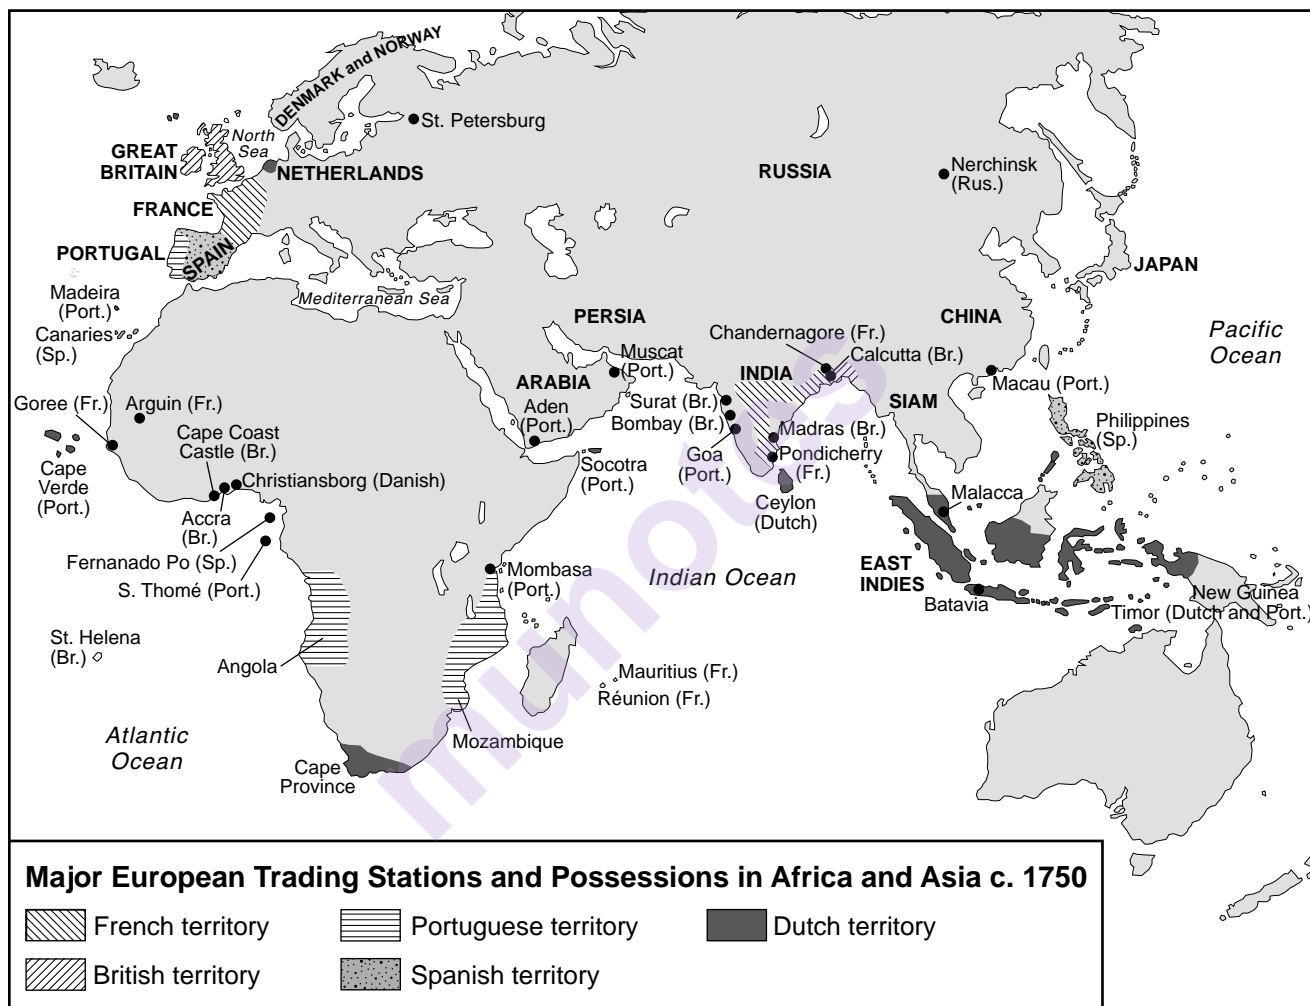 DENMARK and NORWAY
St. Petersburg
North
Sea
GREAT
BRITAIN
NETHERLANDS
RUSSIA
Nerchinsk
(Rus.)
FRANCE
PORTUGAL
SPAIN
JAPAN
Madeira
(Port.)
Mediterranean Sea
Canaries
(Sp.)
PERSIA
Chandernagore (Fr.)
CHINA
Pacific
Ocean
Muscat
(Port.)
Calcutta (Br.)
INDIA
ARABIA
Macau (Port.)
Goree (Fr.)
Arguin (Fr.)
Aden
(Port.)
Surat (Br.)
Bombay (Br.)
SIAM
Philippines
(Sp.)
Cape Coast
Castle (Br.)
Madras (Br.)
Goa
(Port.)
Pondicherry
(Fr.)
Cape
Verde
(Port.)
Christiansborg (Danish)
Socotra
(Port.)
Ceylon
(Dutch)
Malacca
Accra
(Br.)
Fernanado Po (Sp.)
S. Thomé (Port.)
Mombasa
(Port.)
Indian Ocean
EAST
INDIES
Batavia
New Guinea
Timor (Dutch and Port.)
St. Helena
(Br.)
Angola
Mauritius (Fr.)
Réunion (Fr.)
Atlantic
Ocean
Mozambique
Cape
Province
munotes
Major European Trading Stations and Possessions in Africa and Asia c. 1750
French territory
Portuguese territory
Dutch territory
British territory
Spanish territory